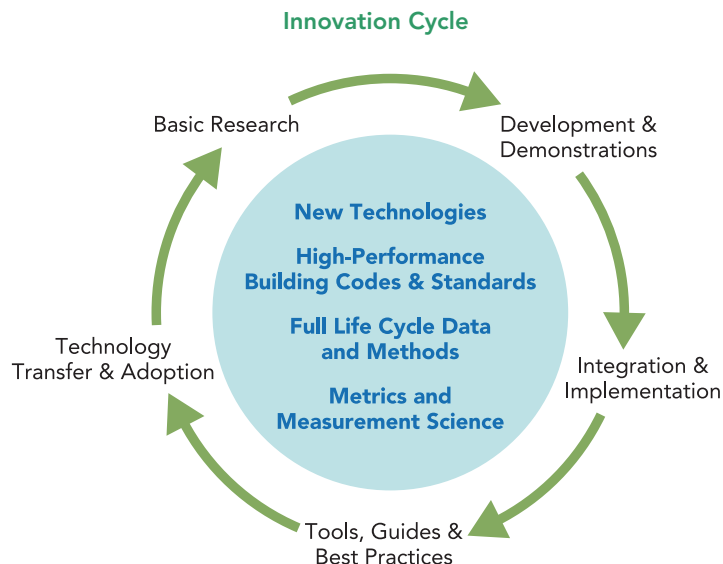 Innovation Cycle
Basic Research
Development &
Demonstrations
Integration &
Implementation
Tools, Guides &
Best Practices
Technology
Transfer & Adoption
New Technologies
High-Performance
Building Codes & Standards
Full Life Cycle Data
and Methods
Metrics and
Measurement Science